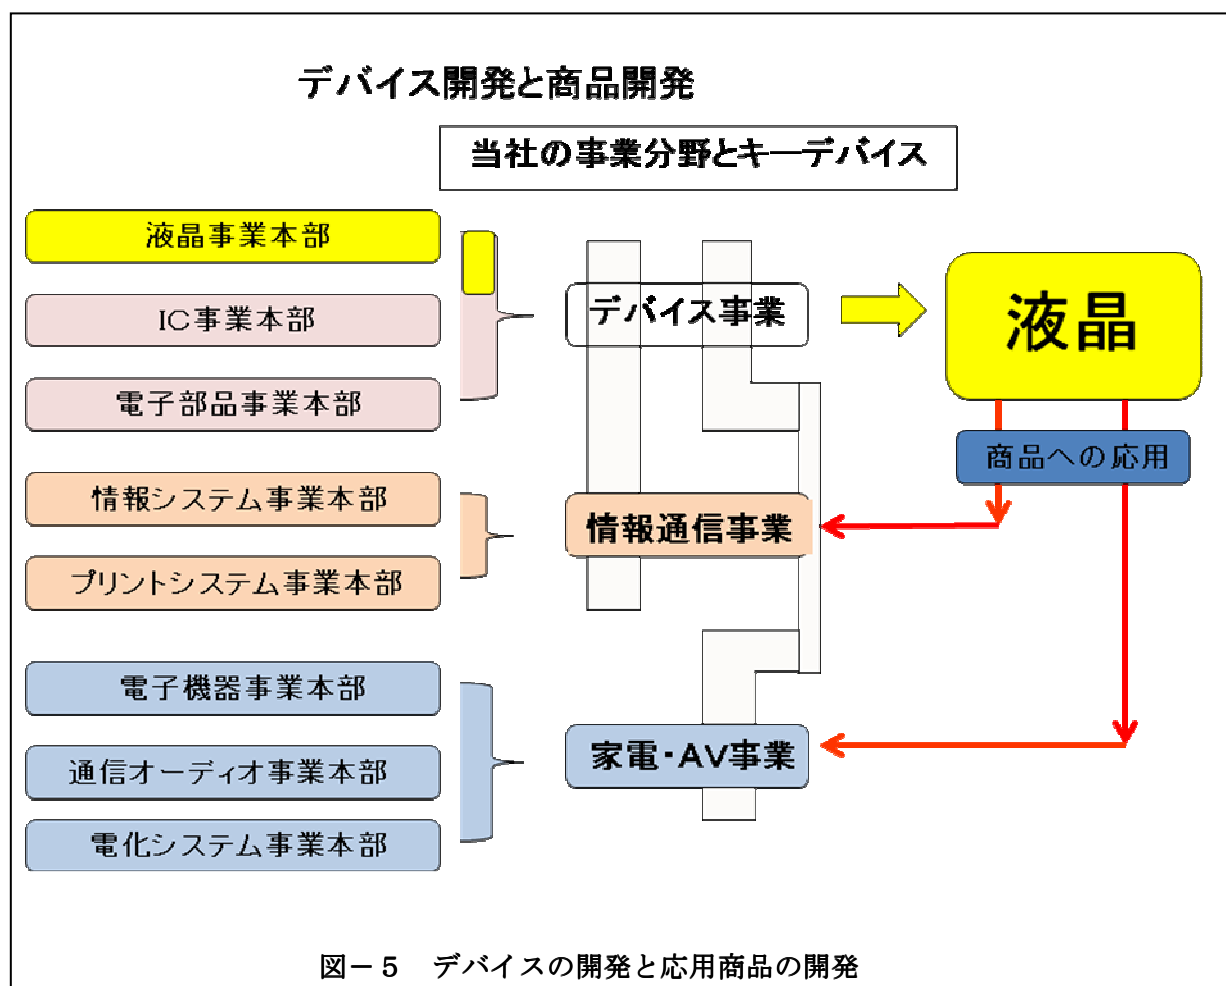 デバイス開発と商品開発
当社の事業分野とキーデバイス
液晶事業本部
IC事業本部
電子部品事業本部
情報システム事業本部
プリントシステム事業本部
電子機器事業本部
通信オーディオ事業本部
電化システム事業本部
デバイス事業
情報通信事業
家電・AV事業
液晶
商品への応用
図－５　デバイスの開発と応用商品の開発